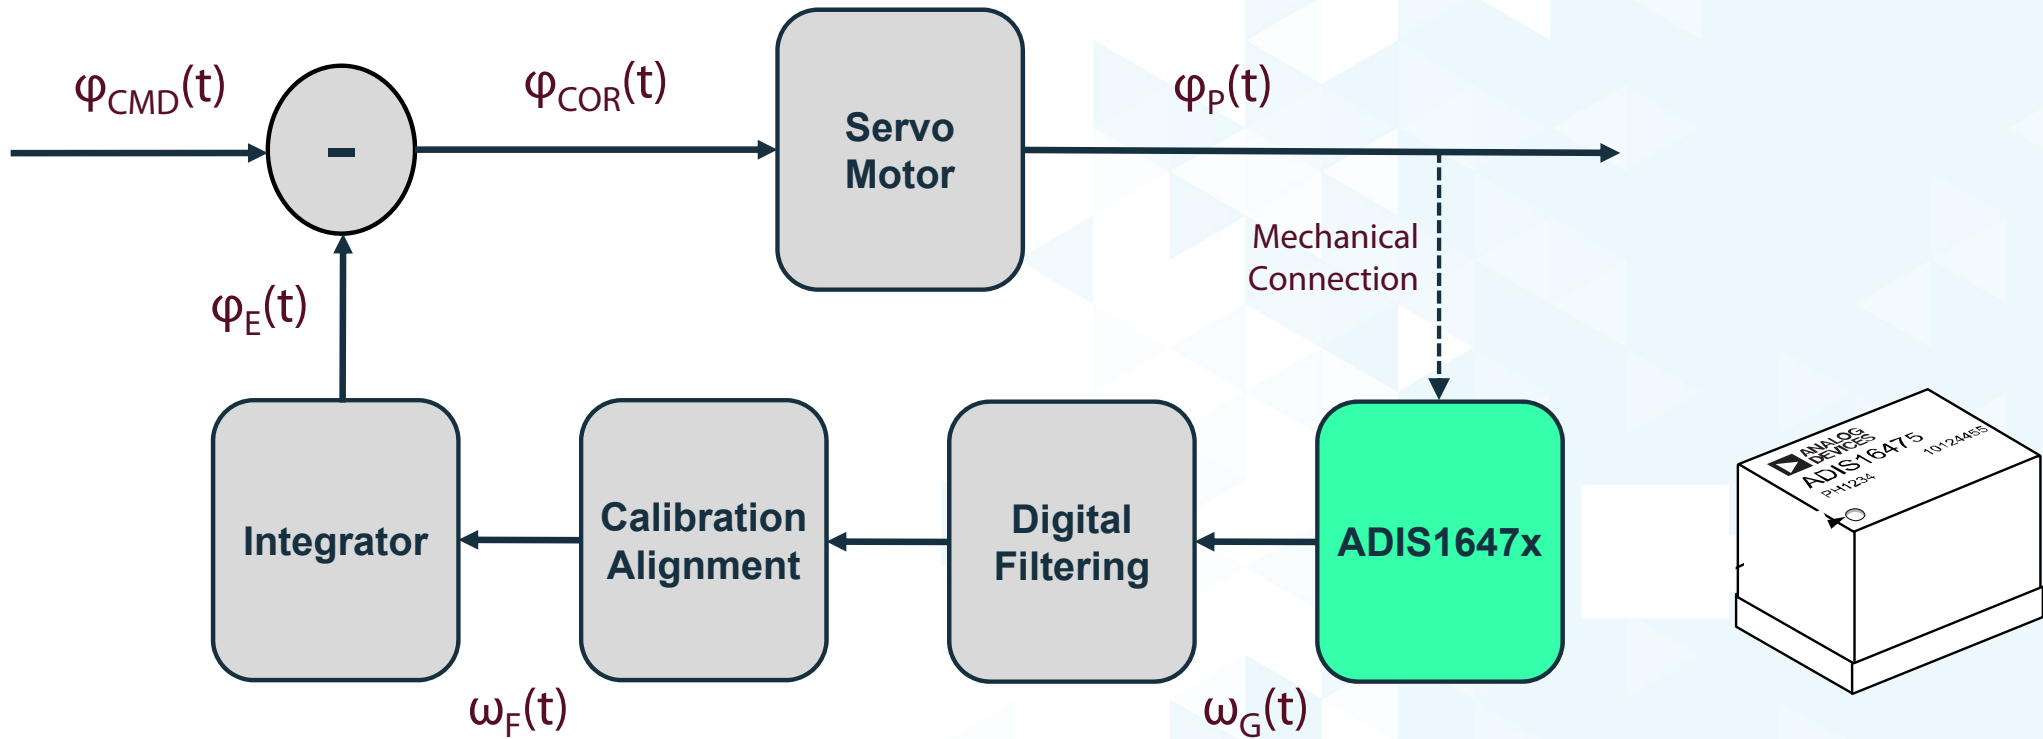 φCMD(t)
-
φCOR(t)
Servo
Motor
φP(t)
Mechanical
Connection
φE(t)
Integrator
Calibration
Alignment
Digital
Filtering
ADIS1647x
ωF(t)
ωG(t)
ANALOG
DEVICES
ADIS16475
PH1234
10124455